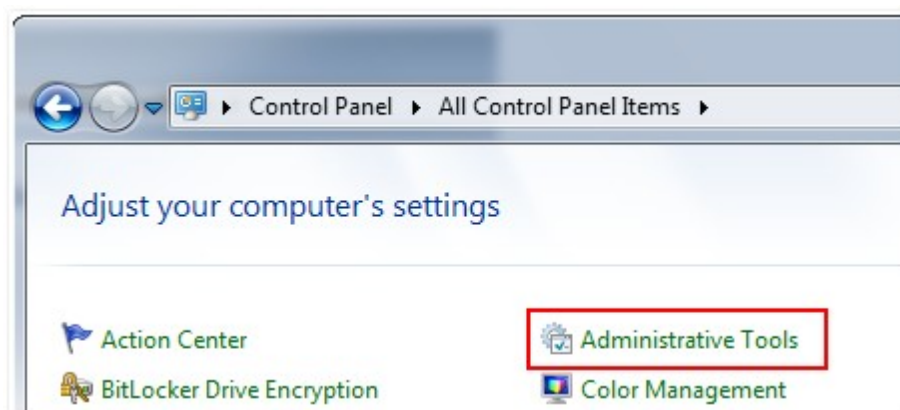 Control Panel All Control Panel Items
Adjust your computer's settings
Action Center Administrative Tools
BitLocker Drive Encryption Color Management